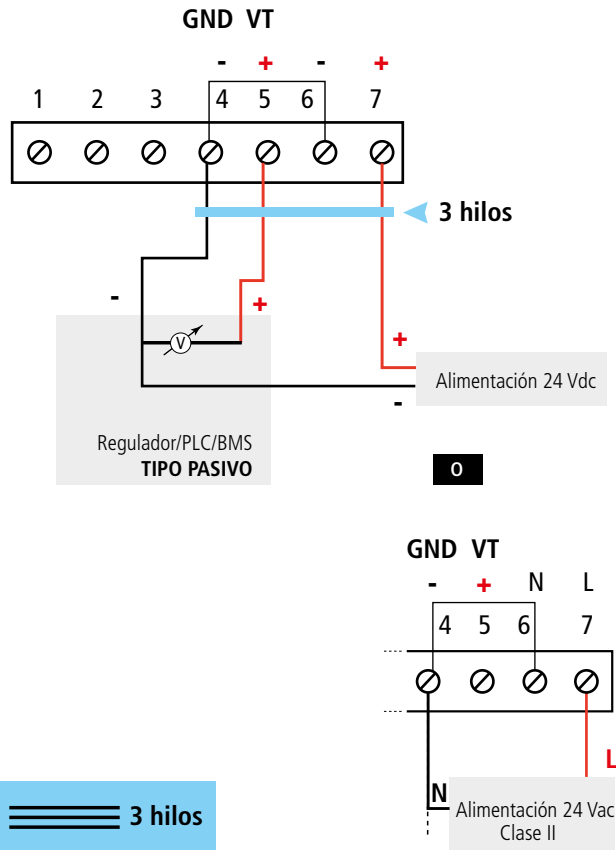 GND VT
- + - +
1 2 3 4 5 6 7
3 hilos
- +
V
+
Alimentación 24 Vdc
-
Regulador/PLC/BMS
TIPO PASIVO
O
GND VT
- + N L
4 5 6 7
L
N
Alimentación 24 Vac
Clase II
3 hilos